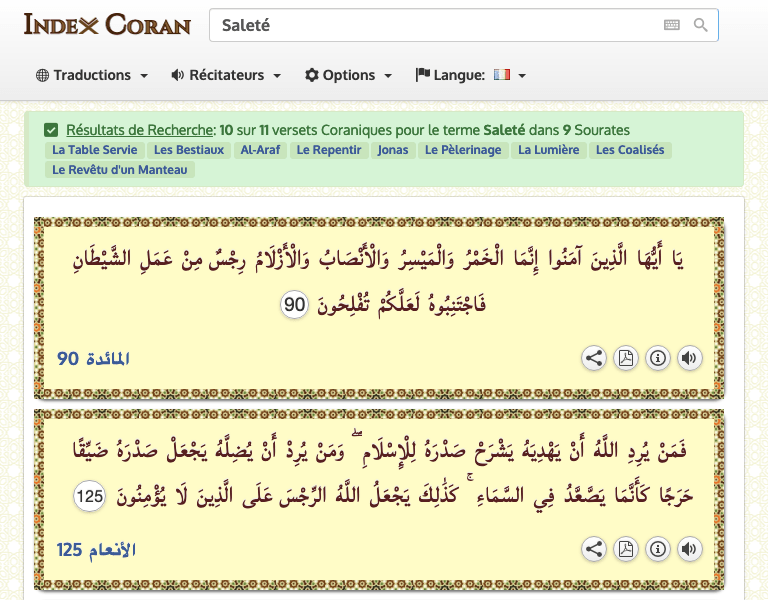 INDEX CORAN
Saleté
Traductions Récitateurs Options Langue:
Résultats de Recherche: 10 sur 11 versets Coraniques pour le terme Saleté dans 9 Sourates
La Table Servie Les Bestiaux Al-Araf Le Repentir Jonas Le Pèlerinage La Lumière Les Coalisés
Le Revêtu d'un Manteau
يَا أَيُّهَا الَّذِينَ آمَنُوا إِنَّمَا الْخَمْرُ وَالْمَيْسِرُ وَالْأَنْصَابُ وَالْأَزْلَامُ رِجْسٌ مِنْ عَمَلِ الشَّيْطَانِ
فَاجْتَنِبُوهُ لَعَلَّكُمْ تُفْلِحُونَ 90
المائدة 90
فَمَنْ يُرِدِ اللَّهُ أَنْ يَهْدِيَهُ يَشْرَحْ صَدْرَهُ لِلْإِسْلَامِ ۖ وَمَنْ يُرِدْ أَنْ يُضِلَّهُ يَجْعَلْ صَدْرَهُ ضَيِّقًا
حَرَجًا كَأَنَّمَا يَصَّعَّدُ فِي السَّمَاءِ ۚ كَذَٰلِكَ يَجْعَلُ اللَّهُ الرِّجْسَ عَلَى الَّذِينَ لَا يُؤْمِنُونَ 125
الأنعام 125